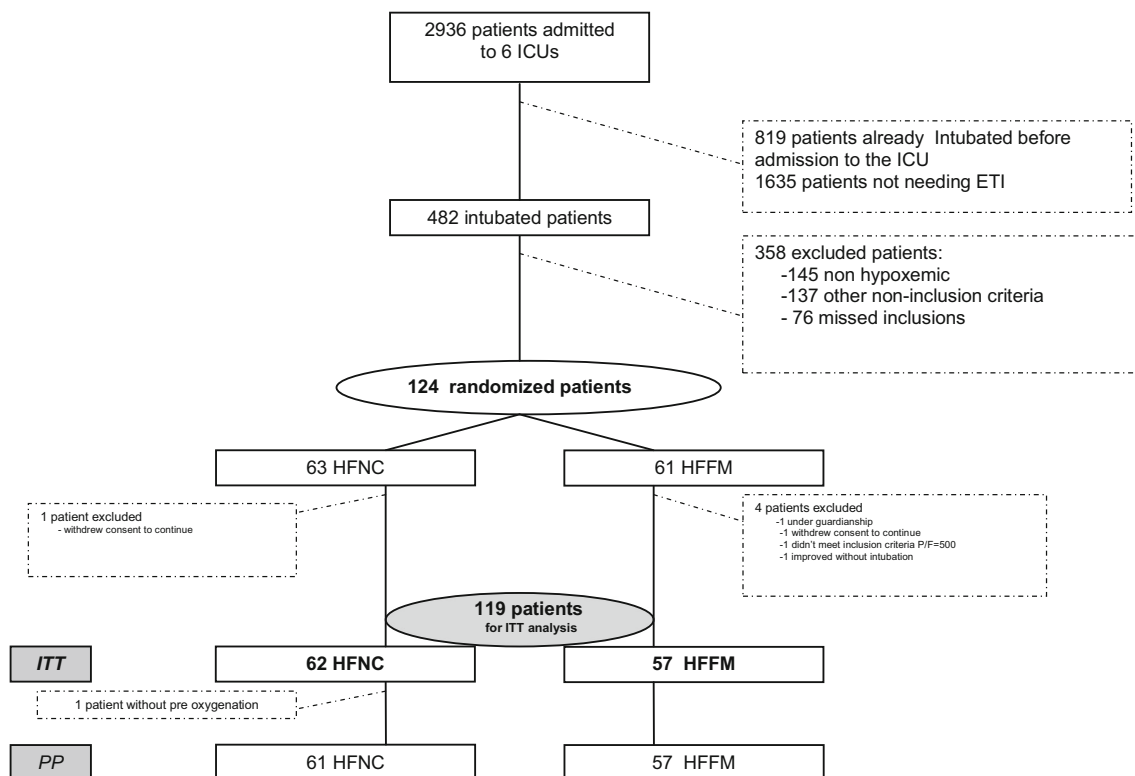 2936 patients admitted
to 6 ICUs
819 patients already  Intubated before
admission to the ICU
1635 patients not needing ETI
482 intubated patients
358 excluded patients:
-145 non hypoxemic
-137 other non-inclusion criteria
- 76 missed inclusions
124  randomized patients
63 HFNC
61 HFFM
1 patient excluded
- withdrew consent to continue
4 patients excluded
-1 under guardianship
-1 withdrew consent to continue
-1 didn't meet inclusion criteria P/F=500
-1 improved without intubation
119 patients
for ITT analysis
ITT
62 HFNC
57  HFFM
1 patient without pre oxygenation
PP
61 HFNC
57  HFFM